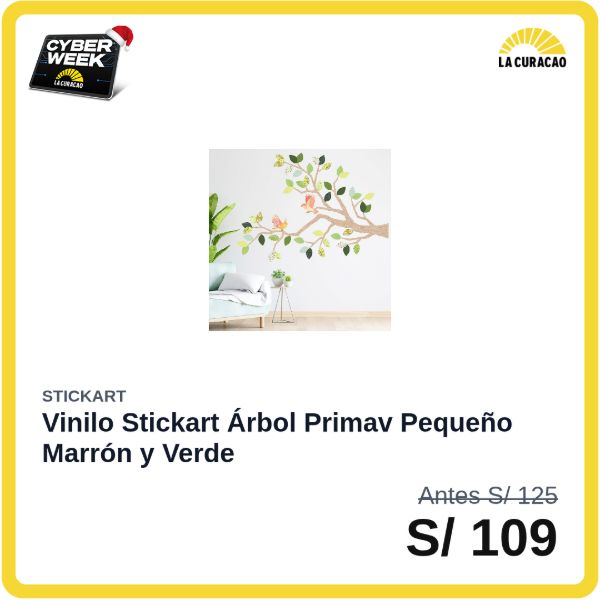 CYBER
WEEK
LA CURACAO
LA CURACAO
STICKART
Vinilo Stickart Árbol Primav Pequeño
Marrón y Verde
Antes S/ 125
S/ 109